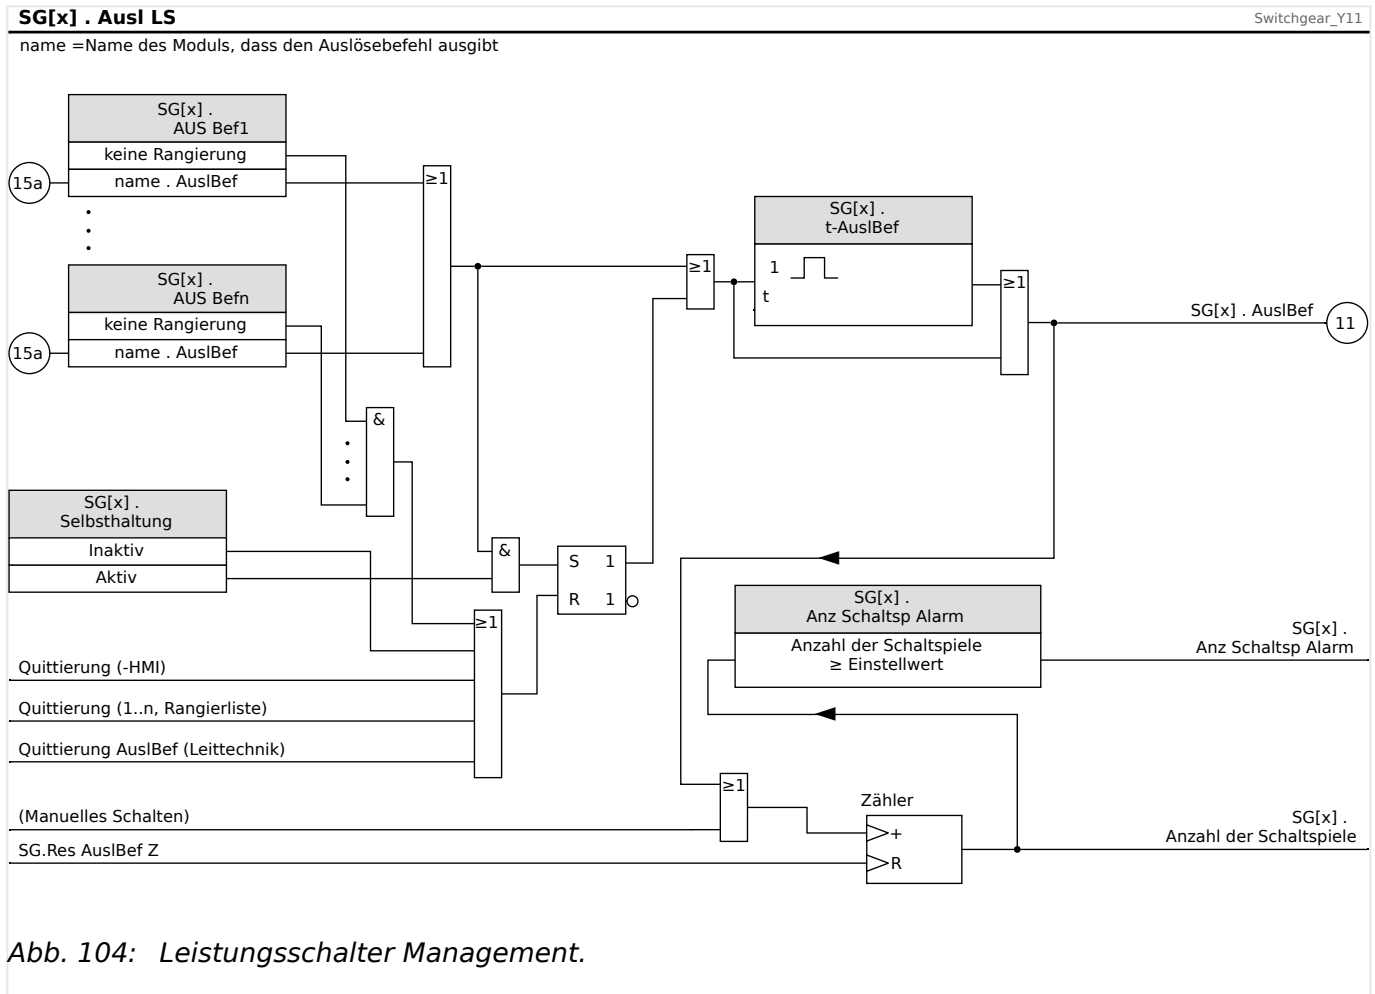 SG[x] . Ausl LS
Switchgear_Y11
name =Name des Moduls, dass den Auslösebefehl ausgibt
SG[x] .
AUS Bef1
keine Rangierung
15a
name . AuslBef
≥1
SG[x] .
t-AuslBef
1
t
SG[x] .
AUS Befn
keine Rangierung
15a
name . AuslBef
≥1
≥1
SG[x] . AuslBef
11
&
SG[x] .
Selbsthaltung
Inaktiv
Aktiv
&
S 1
R 1
≥1
SG[x] .
Anz Schaltsp Alarm
Anzahl der Schaltspiele
≥ Einstellwert
SG[x] .
Anz Schaltsp Alarm
Quittierung (-HMI)
Quittierung (1..n, Rangierliste)
Quittierung AuslBef (Leittechnik)
≥1
(Manuelles Schalten)
Zähler
+
R
SG[x] .
Anzahl der Schaltspiele
SG.Res AuslBef Z
Abb. 104: Leistungsschalter Management.